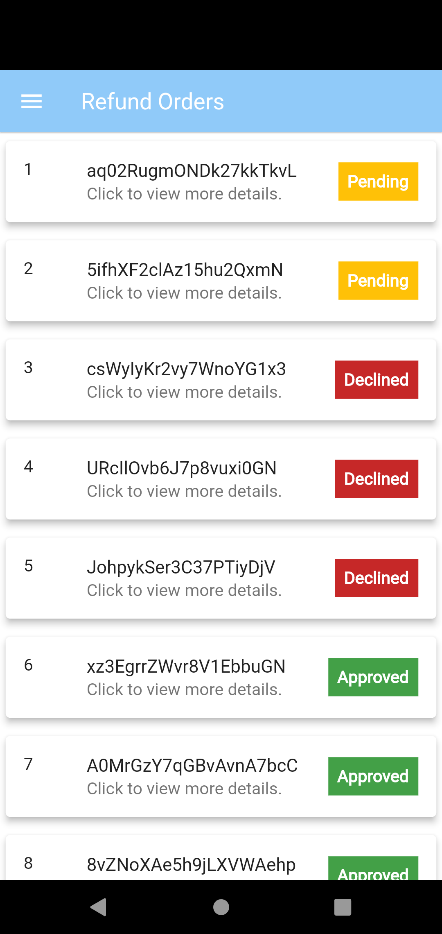 Refund Orders
1
aq02RugmONDk27kkTkvL
Click to view more details.
Pending
2
5ifhXF2clAz15hu2QxmN
Click to view more details.
Pending
3
csWylyKr2vy7WnoYG1x3
Click to view more details.
Declined
4
URcllOvb6J7p8vuxi0GN
Click to view more details.
Declined
5
JohpykSer3C37PTiyDjV
Click to view more details.
Declined
6
xz3EgrrZWvr8V1EbbuGN
Click to view more details.
Approved
7
A0MrGzY7qGBvAvnA7bcC
Click to view more details.
Approved
8
8vZNoXAe5h9jLXVWAehp
Approved